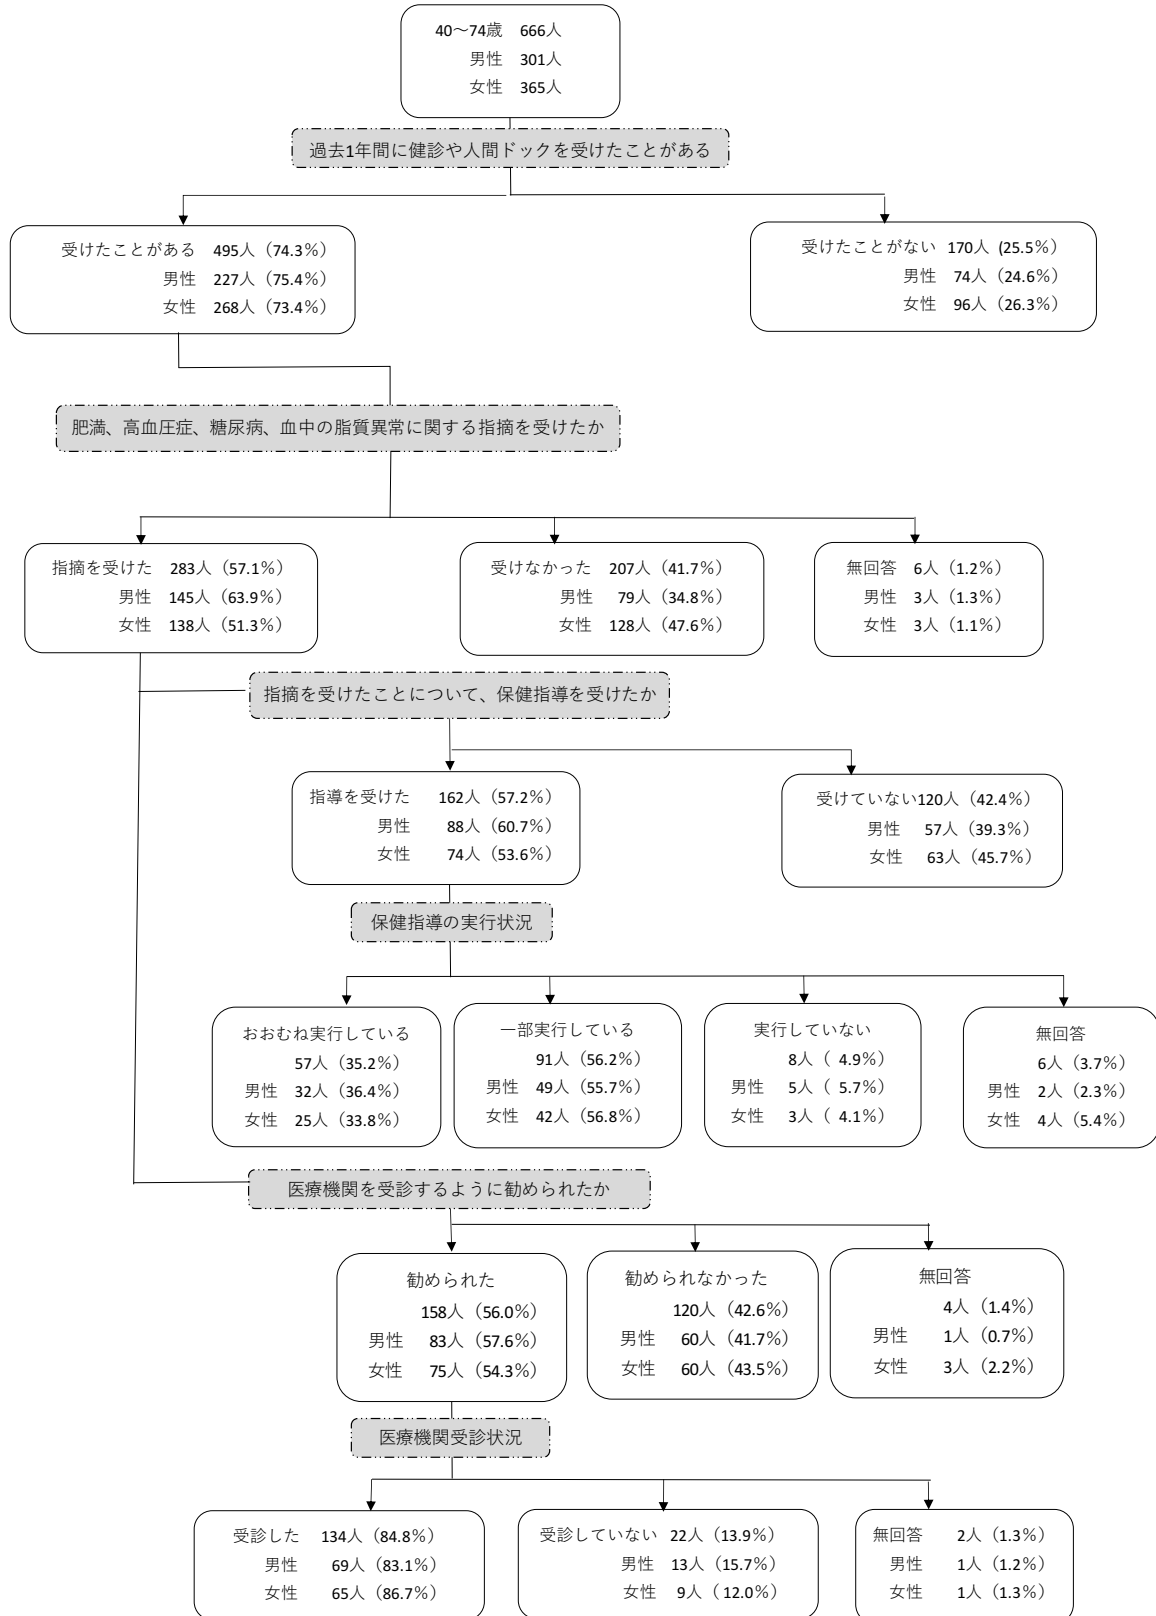 40～74歳 666人
男性 301人
女性 365人
過去1年間に健診や人間ドックを受けたことがある
受けたことがある 495人（74.3%）
男性 227人（75.4%）
女性 268人（73.4%）
受けたことがない 170人（25.5%）
男性 74人（24.6%）
女性 96人（26.3%）
肥満、高血圧症、糖尿病、血中の脂質異常に関する指摘を受けたか
指摘を受けた 283人（57.1%）
男性 145人（63.9%）
女性 138人（51.3%）
受けなかった 207人（41.7%）
男性 79人（34.8%）
女性 128人（47.6%）
無回答 6人（1.2%）
男性 3人（1.3%）
女性 3人（1.1%）
指摘を受けたことについて、保健指導を受けたか
指導を受けた 162人（57.2%）
男性 88人（60.7%）
女性 74人（53.6%）
受けていない120人（42.4%）
男性 57人（39.3%）
女性 63人（45.7%）
保健指導の実行状況
おおむね実行している
57人（35.2%）
男性 32人（36.4%）
女性 25人（33.8%）
一部実行している
91人（56.2%）
男性 49人（55.7%）
女性 42人（56.8%）
実行していない
8人（ 4.9%）
男性 5人（ 5.7%）
女性 3人（ 4.1%）
無回答
6人（3.7%）
男性 2人（2.3%）
女性 4人（5.4%）
医療機関を受診するように勧められたか
勧められた
158人（56.0%）
男性 83人（57.6%）
女性 75人（54.3%）
勧められなかった
120人（42.6%）
男性 60人（41.7%）
女性 60人（43.5%）
無回答
4人（1.4%）
男性 1人（0.7%）
女性 3人（2.2%）
医療機関受診状況
受診した 134人（84.8%）
男性 69人（83.1%）
女性 65人（86.7%）
受診していない 22人（13.9%）
男性 13人（15.7%）
女性 9人（ 12.0%）
無回答 2人（1.3%）
男性 1人（1.2%）
女性 1人（1.3%）